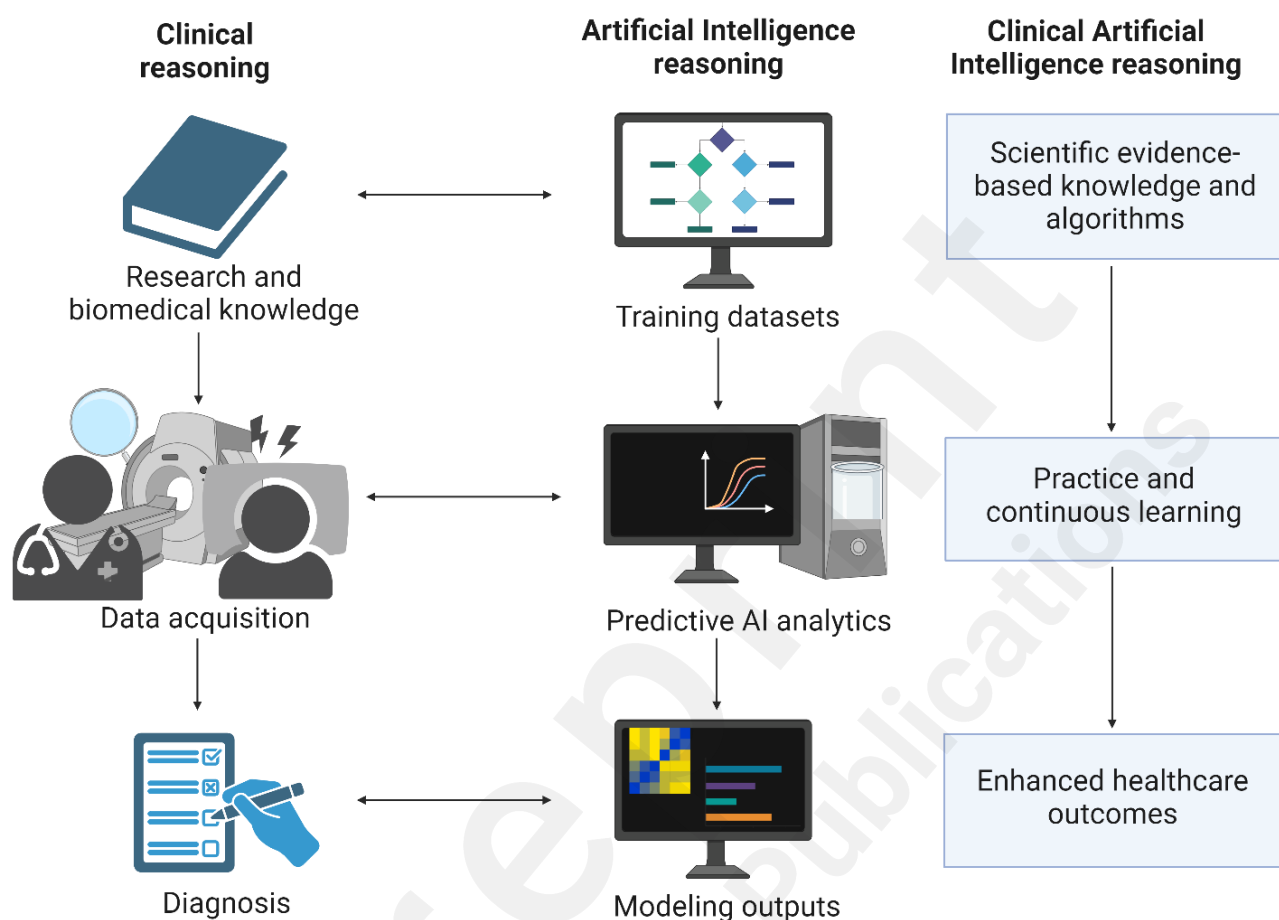 Clinical
reasoning
Artificial Intelligence
reasoning
Clinical Artificial
Intelligence reasoning
Research and
biomedical knowledge
Training datasets
Scientific evidence-
based knowledge and
algorithms
Data acquisition
Predictive AI analytics
Practice and
continuous learning
Diagnosis
Modeling outputs
Enhanced healthcare
outcomes
Publications